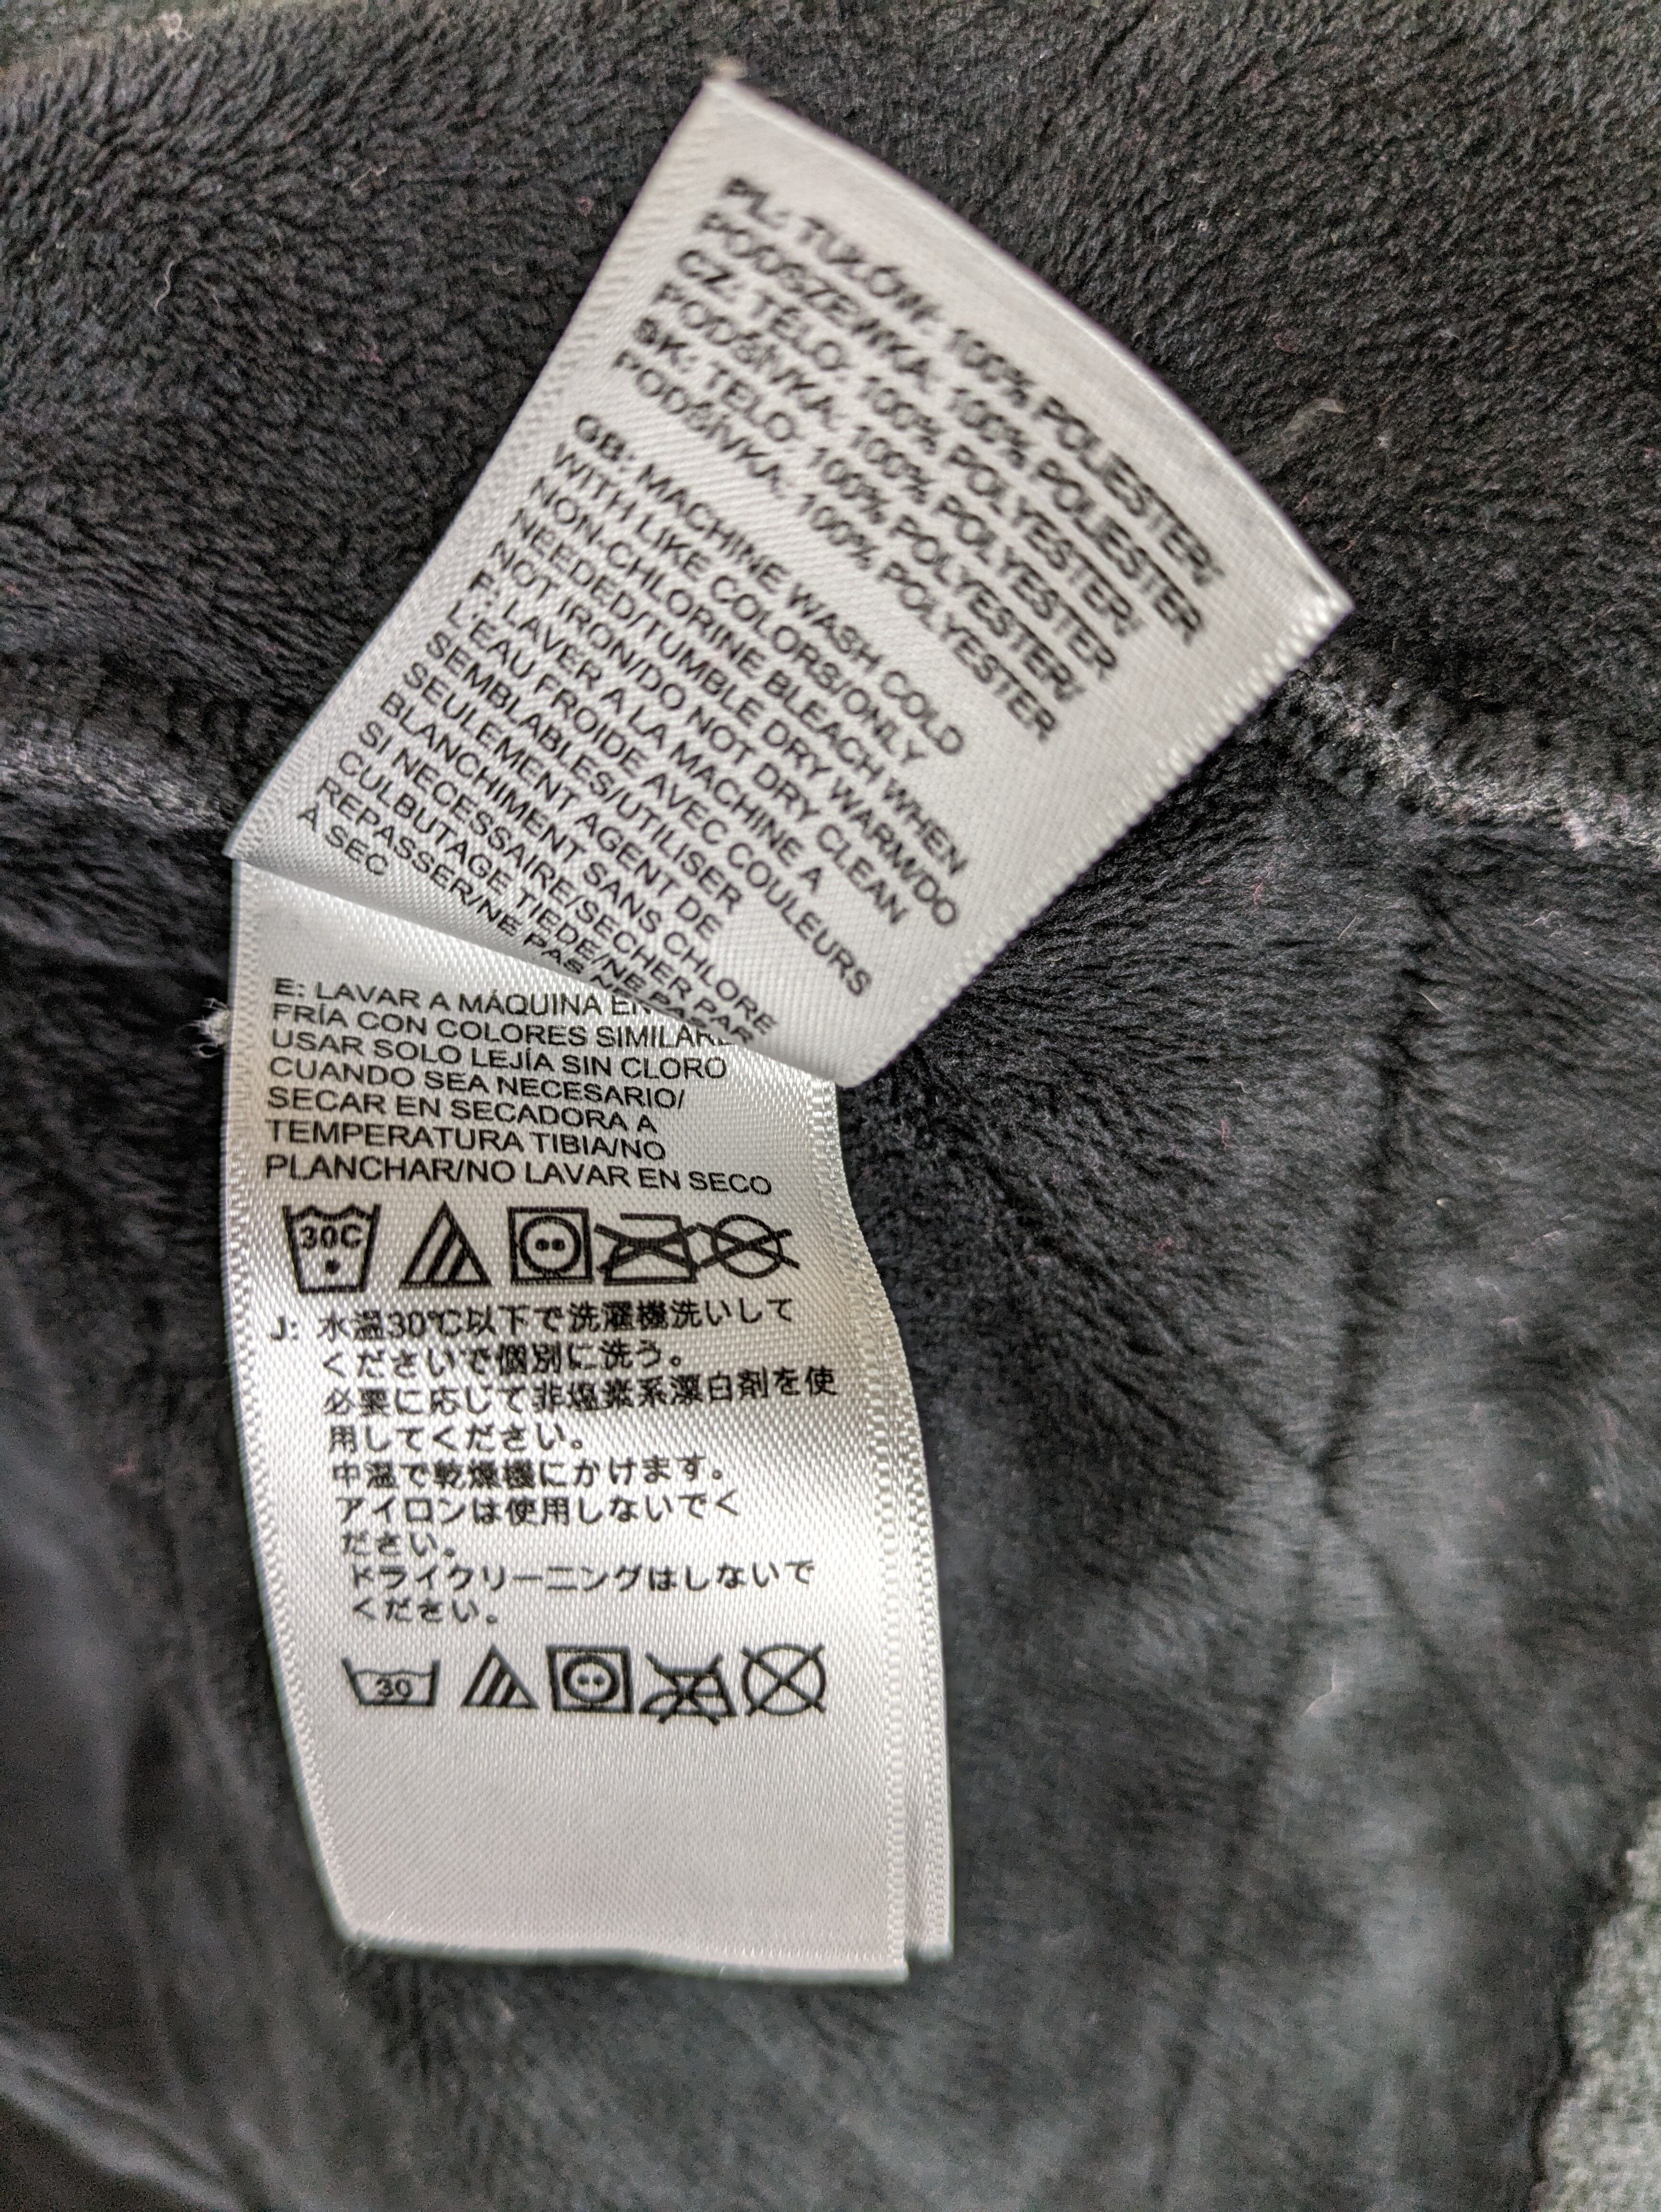 PL: TUŁÓW: 100% POLIESTER/
PODSZEWKA: 100% POLIESTER
CZ: TĚLO: 100% POLYESTER/
PODŠÍVKA: 100% POLYESTER
SK: TELO: 100% POLYESTER/
PODŠÍVKA: 100% POLYESTER
GB: MACHINE WASH COLD
WITH LIKE COLORS/ONLY
NON-CHLORINE BLEACH WHEN
NEEDED/TUMBLE DRY WARM/DO
NOT IRON/DO NOT DRY CLEAN
F: LAVER A LA MACHINE A
L'EAU FROIDE AVEC COULEURS
SEMBLABLES/UTILISER
SEULEMENT AGENT DE
BLANCHIMENT SANS CHLORE
SI NECESSAIRE/SECHER PAR
CULBUTAGE TIEDE/NE PAS
REPASSER/NE PAS
A SEC
E: LAVAR A MÁQUINA EN
FRÍA CON COLORES
USAR SOLO LEJÍA SIN CLORO
CUANDO SEA NECESARIO/
SECAR EN SECADORA A
TEMPERATURA TIBIA/NO
PLANCHAR/NO LAVAR EN SECO
30C
J: 水温30℃以下で洗濯機洗いして
くださいで個別に洗う。
必要に応じて非塩素系漂白剤を使
用してください。
中温で乾燥機にかけます。
アイロンは使用しないでく
ださい。
ドライクリーニングはしないで
ください。
30